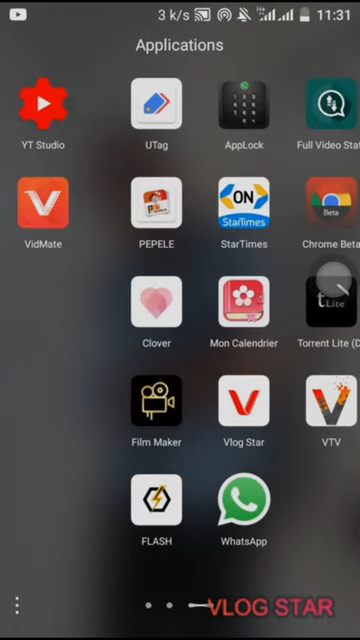 3 k/s 11:31
Applications
YT Studio
UTag
AppLock
Full Video Stat
VidMate
PEPELE
ON
StarTimes
StarTimes
Beta
Chrome Beta
Clover
Mon Calendrier
t Lite
Torrent Lite (D
Film Maker
Vlog Star
VTV
FLASH
WhatsApp
VLOG STAR